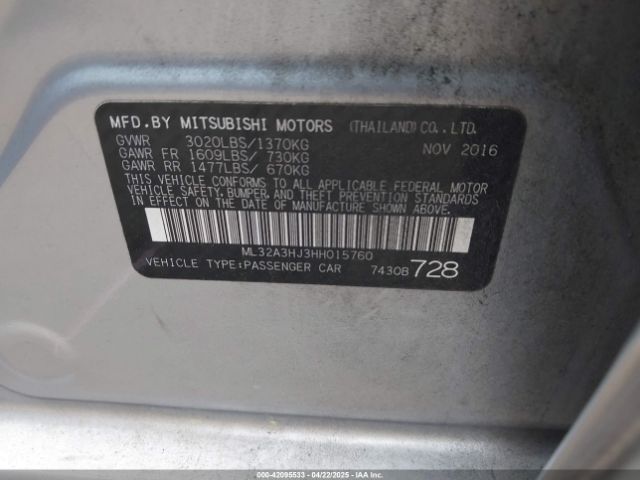 MFD.BY MITSUBISHI MOTORS (THAILAND)CO.,LTD.
GVWR 3020LBS/1370KG NOV 2016
GAWR FR 1609LBS/ 730KG
GAWR RR 1477LBS/ 670KG
THIS VEHICLE CONFORMS TO ALL APPLICABLE FEDERAL MOTOR
VEHICLE SAFETY, BUMPER, AND THEFT PREVENTION STANDARDS
IN EFFECT ON THE DATE OF MANUFACTURE SHOWN ABOVE.
ML32A3HJ3HH015760
VEHICLE TYPE:PASSENGER CAR 7430B 728
000-42095533 - 04/22/2025 - IAAI.COM